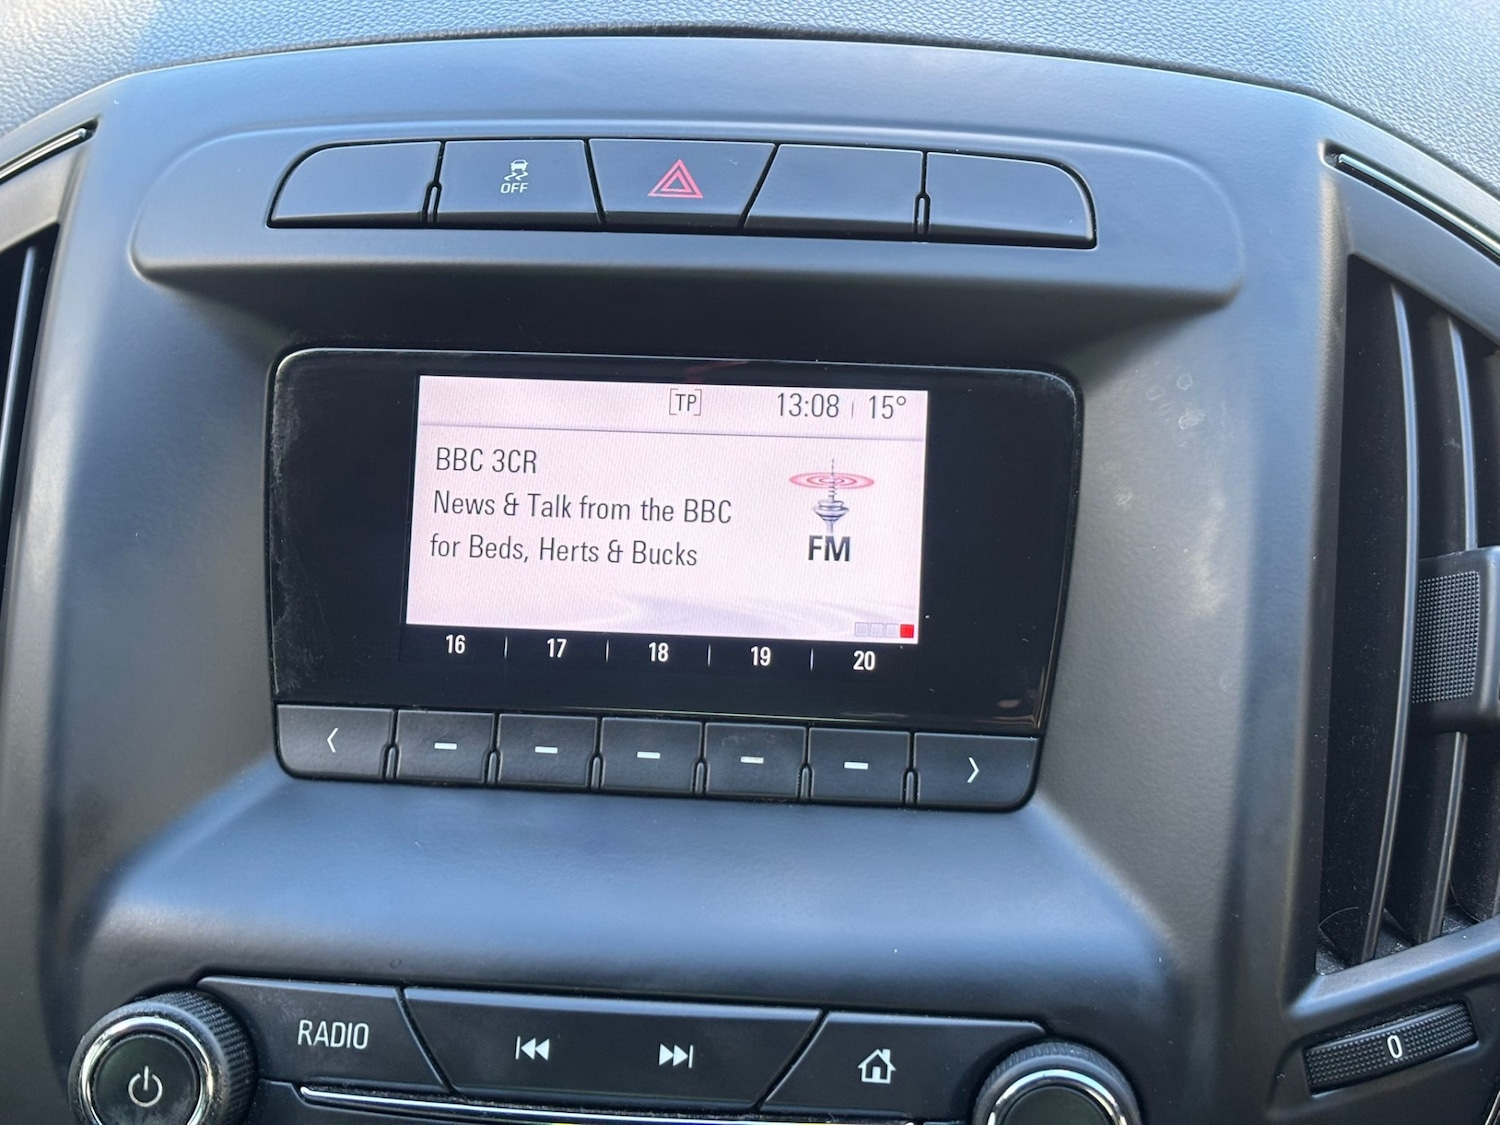 OFF
[TP] 13:08 | 15°
BBC 3CR
News & Talk from the BBC
for Beds, Herts & Bucks
FM
16 | 17 | 18 | 19 | 20
RADIO
0